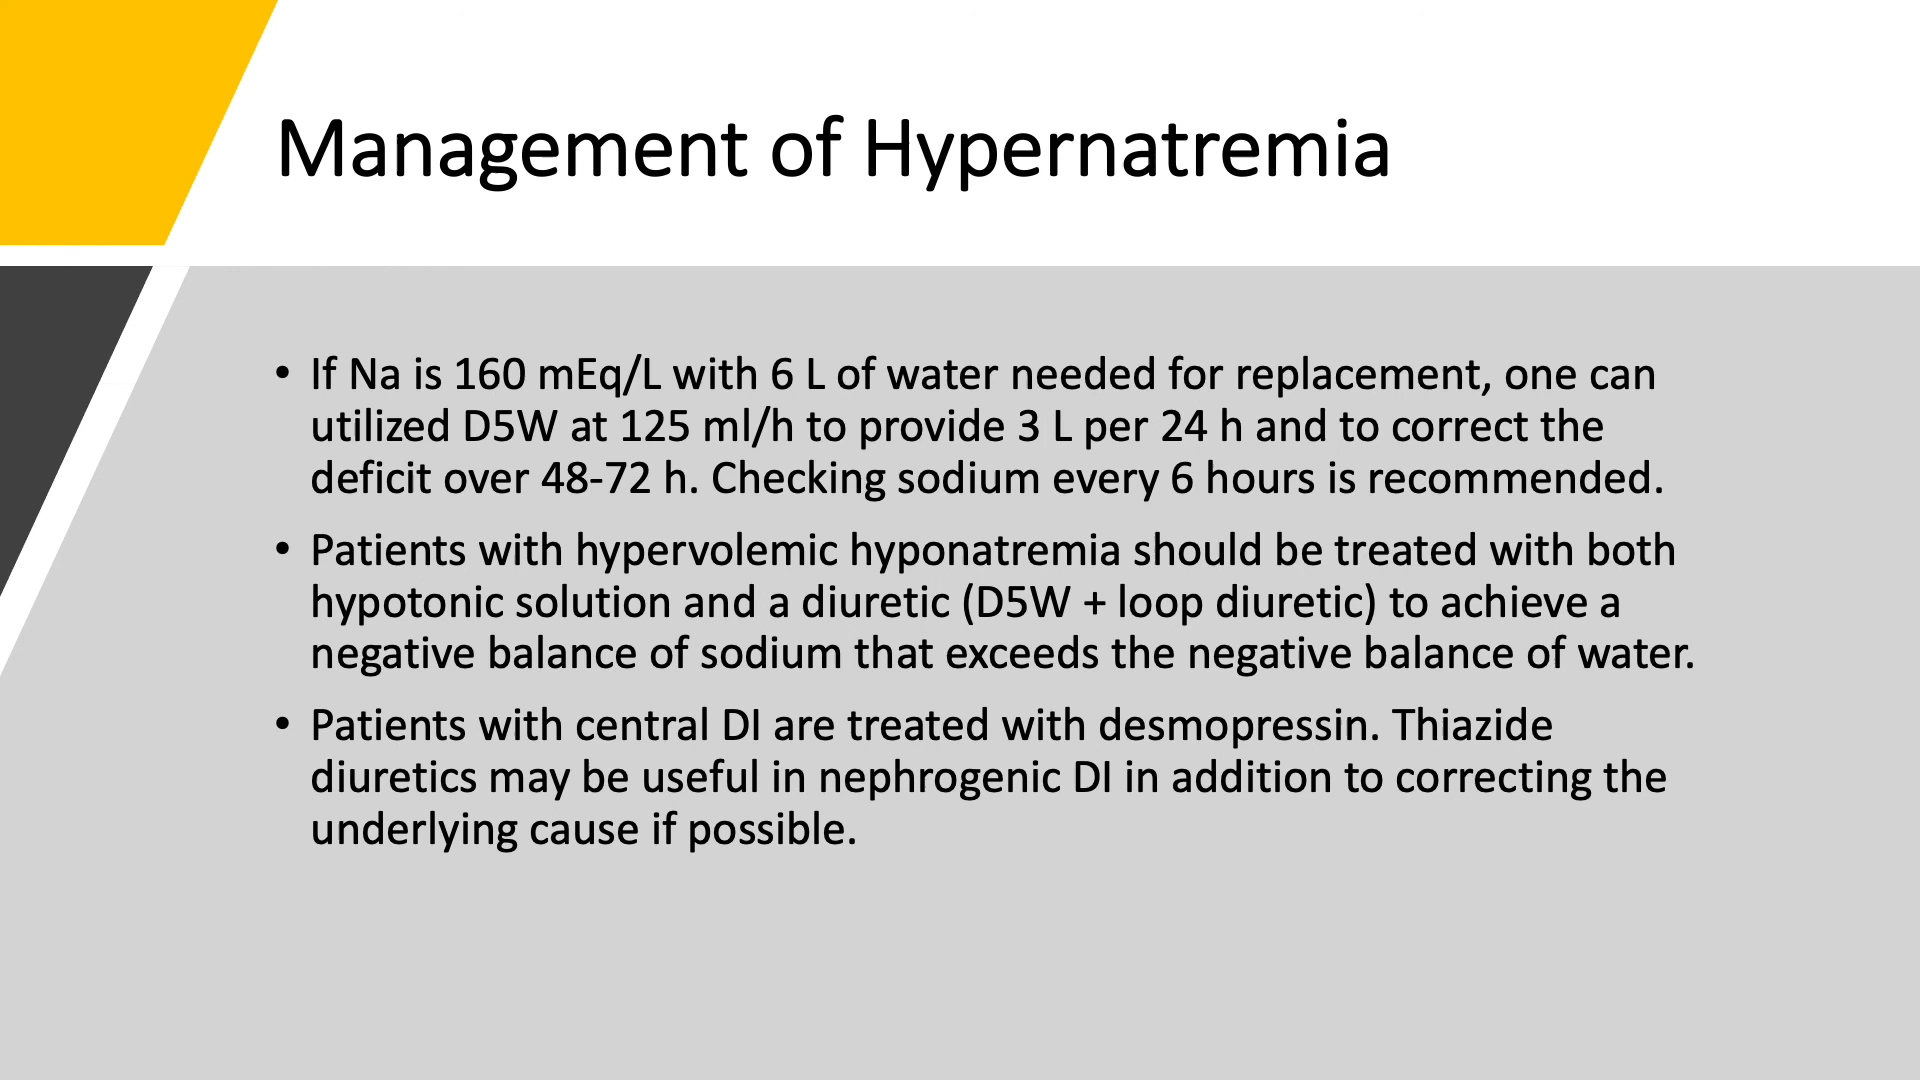 Management of Hypernatremia
• If Na is 160 mEq/L with 6 L of water needed for replacement, one can
utilized D5W at 125 ml/h to provide 3 L per 24 h and to correct the
deficit over 48-72 h. Checking sodium every 6 hours is recommended.
• Patients with hypervolemic hyponatremia should be treated with both
hypotonic solution and a diuretic (D5W + loop diuretic) to achieve a
negative balance of sodium that exceeds the negative balance of water.
• Patients with central DI are treated with desmopressin. Thiazide
diuretics may be useful in nephrogenic DI in addition to correcting the
underlying cause if possible.